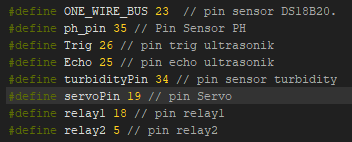 #define ONE_WIRE_BUS 23  // pin sensor DS18B20.
#define ph_pin 35 // Pin Sensor PH
#define Trig 26 // pin trig ultrasonik
#define Echo 25 // pin echo ultrasonik
#define turbidityPin 34 // pin sensor turbidity
#define servoPin 19 // pin Servo
#define relay1 18 // pin relay1
#define relay2 5 // pin relay2